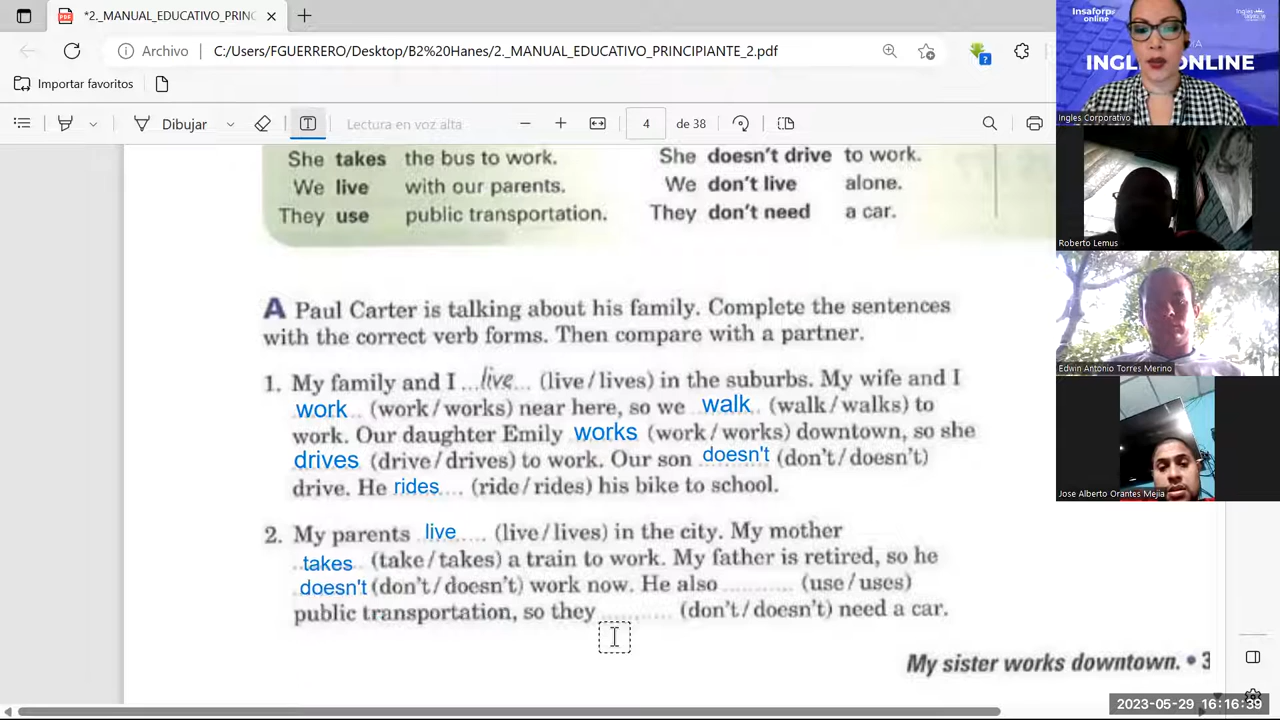 *2._MANUAL_EDUCATIVO_PRINC
Archivo
C:/Users/FGUERRERO/Desktop/B2%20Hanes/2._MANUAL_EDUCATIVO_PRINCIPIANTE_2.pdf
Importar favoritos
Dibujar
Lectura en voz alta
4
de 38
She takes the bus to work. She doesn't drive to work.
We live with our parents. We don't live alone.
They use public transportation. They don't need a car.
A Paul Carter is talking about his family. Complete the sentences
with the correct verb forms. Then compare with a partner.
1. My family and I ...live... (live/lives) in the suburbs. My wife and I
work.. (work/works) near here, so we walk.. (walk/walks) to
work. Our daughter Emily works (work/works) downtown, so she
drives (drive/drives) to work. Our son doesn't (don't/doesn't)
drive. He rides.... (ride/rides) his bike to school.
2. My parents live..... (live/lives) in the city. My mother
..takes.. (take/takes) a train to work. My father is retired, so he
doesn't (don't/doesn't) work now. He also ............ (use/uses)
public transportation, so they ............ (don't/doesn't) need a car.
My sister works downtown. • 3
Insaforp
online
INGL ONLINE
Ingles Corporativo
Roberto Lemus
Edwin Antonio Torres Merino
Jose Alberto Orantes Mejia
2023-05-29 16:16:39